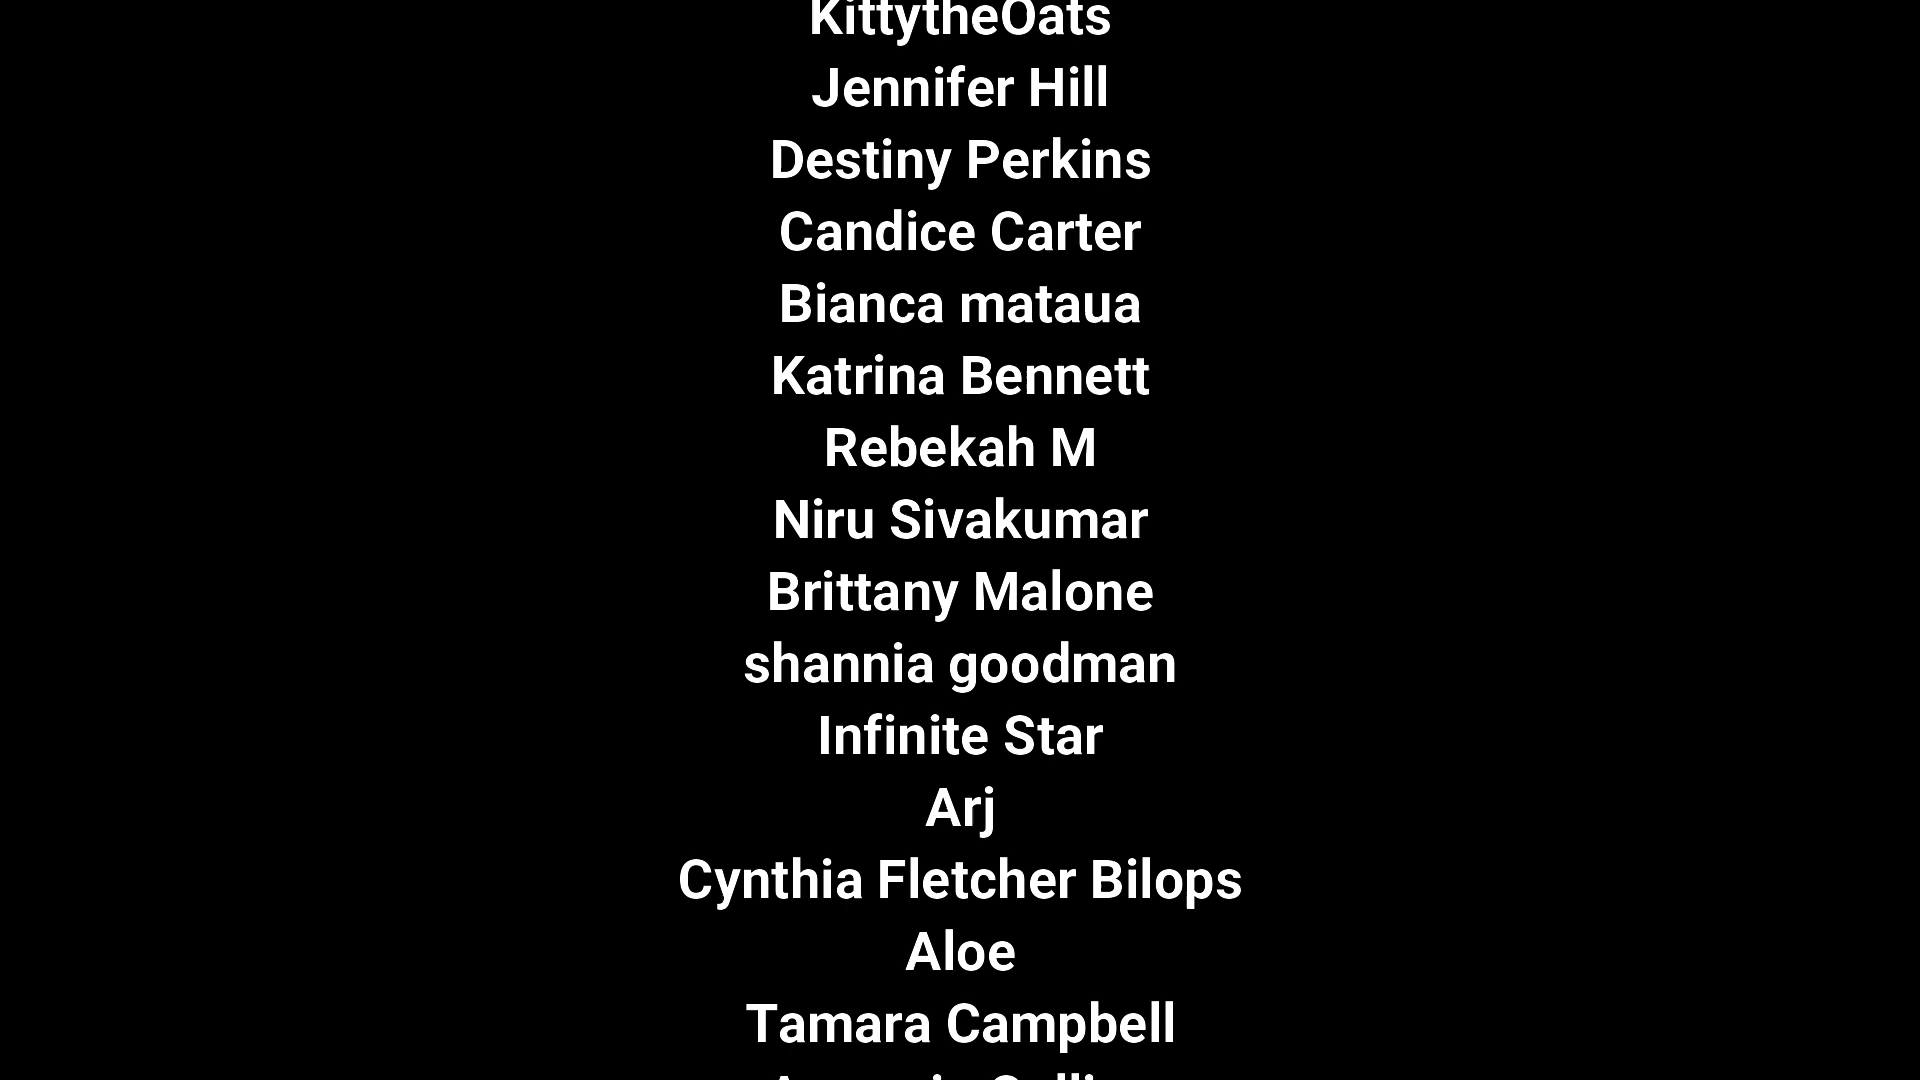 KittytheOats
Jennifer Hill
Destiny Perkins
Candice Carter
Bianca mataua
Katrina Bennett
Rebekah M
Niru Sivakumar
Brittany Malone
shannia goodman
Infinite Star
Arj
Cynthia Fletcher Bilops
Aloe
Tamara Campbell